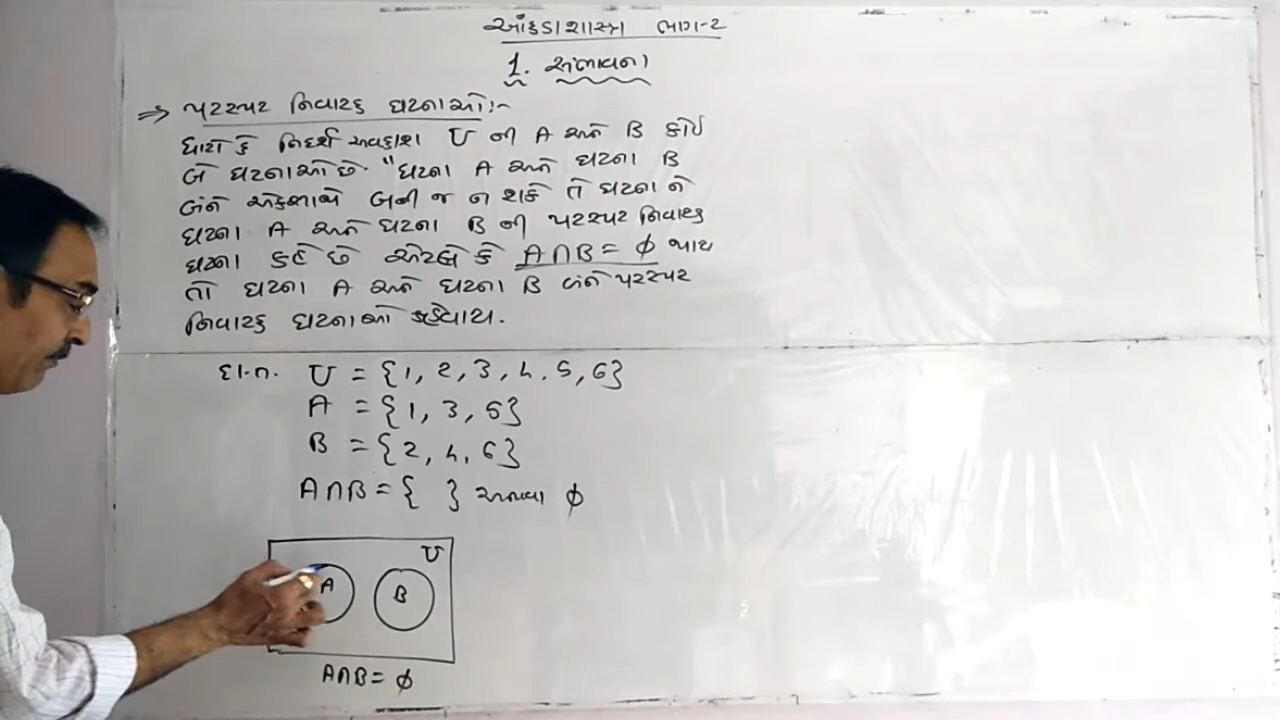 આંકડાશાસ્ત્ર ભાગ-૨
1. સંભાવના
⇒ પરસ્પર નિવારક ઘટનાઓ:-
ધારો કે નિદર્શ અવકાશ U ની A અને B કોઈ
બે ઘટનાઓ છે. "ઘટના A અને ઘટના B
બંને એકસાથે બની જ ન શકે તો ઘટના ને
ઘટના A અને ઘટના B ની પરસ્પર નિવારક
ઘટના કહે છે એટલે કે A∩B = ϕ થાય
તો ઘટના A અને ઘટના B બંને પરસ્પર
નિવારક ઘટનાઓ કહેવાય.
દા.ત. U = {1, 2, 3, 4, 5, 6}
A = {1, 3, 5}
B = {2, 4, 6}
A∩B = { } અથવા ϕ
U
A B
A∩B = ϕ